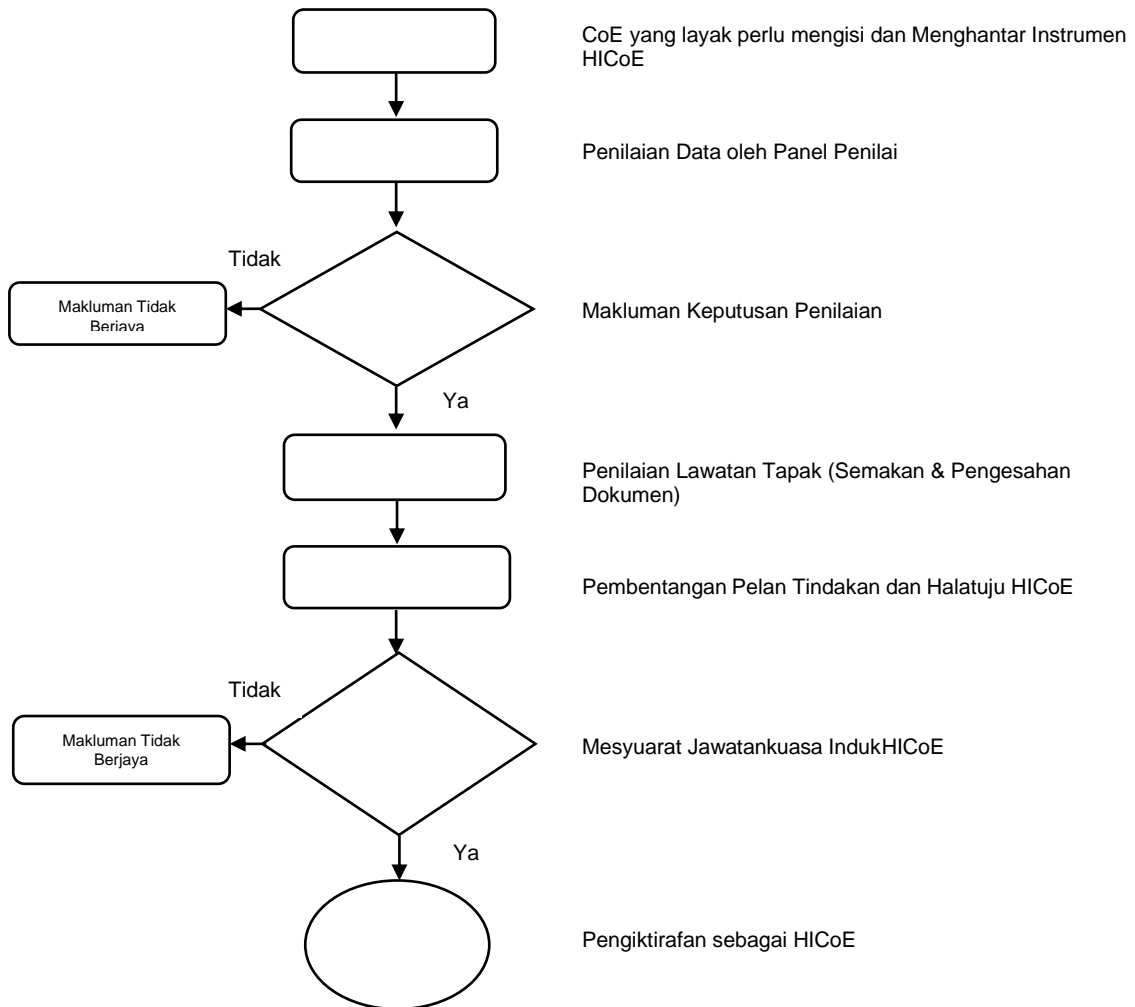 CoE yang layak perlu mengisi dan Menghantar Instrumen
HICoE
Penilaian Data oleh Panel Penilai
Tidak
Makluman Tidak
Berjaya
Makluman Keputusan Penilaian
Ya
Penilaian Lawatan Tapak (Semakan & Pengesahan
Dokumen)
Pembentangan Pelan Tindakan dan Halatuju HICoE
Tidak
Makluman Tidak
Berjaya
Mesyuarat Jawatankuasa IndukHICoE
Ya
Pengiktirafan sebagai HICoE